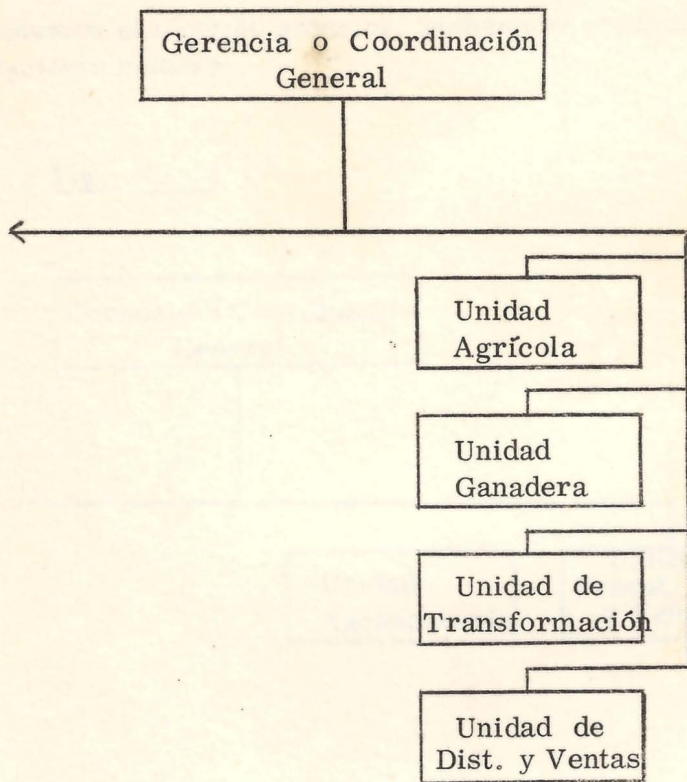 Gerencia o Coordinación
General
Unidad
Agrícola
Unidad
Ganadera
Unidad de
Transformación
Unidad de
Dist. y Ventas